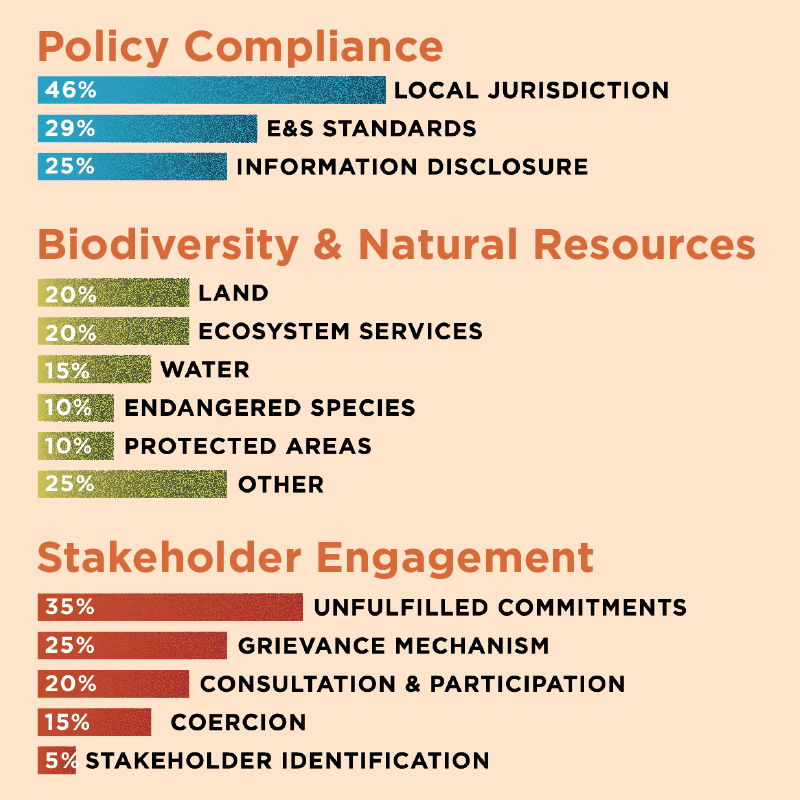 Policy Compliance
46% LOCAL JURISDICTION
29% E&S STANDARDS
25% INFORMATION DISCLOSURE
Biodiversity & Natural Resources
20% LAND
20% ECOSYSTEM SERVICES
15% WATER
10% ENDANGERED SPECIES
10% PROTECTED AREAS
25% OTHER
Stakeholder Engagement
35% UNFULFILLED COMMITMENTS
25% GRIEVANCE MECHANISM
20% CONSULTATION & PARTICIPATION
15% COERCION
5% STAKEHOLDER IDENTIFICATION